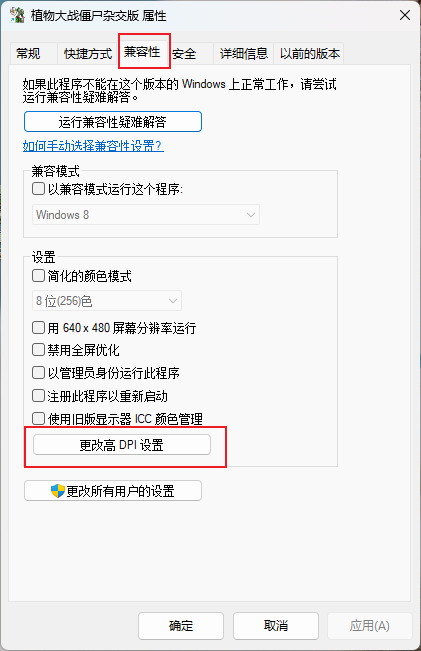 植物大战僵尸杂交版 属性
常规 快捷方式 兼容性 安全 详细信息 以前的版本
如果此程序不能在这个版本的 Windows 上正常工作，请尝试
运行兼容性疑难解答。
运行兼容性疑难解答
如何手动选择兼容性设置?
兼容模式
以兼容模式运行这个程序:
Windows 8
设置
简化的颜色模式
8 位(256)色
用 640 x 480 屏幕分辨率运行
禁用全屏优化
以管理员身份运行此程序
注册此程序以重新启动
使用旧版显示器 ICC 颜色管理
更改高 DPI 设置
更改所有用户的设置
确定 取消 应用(A)